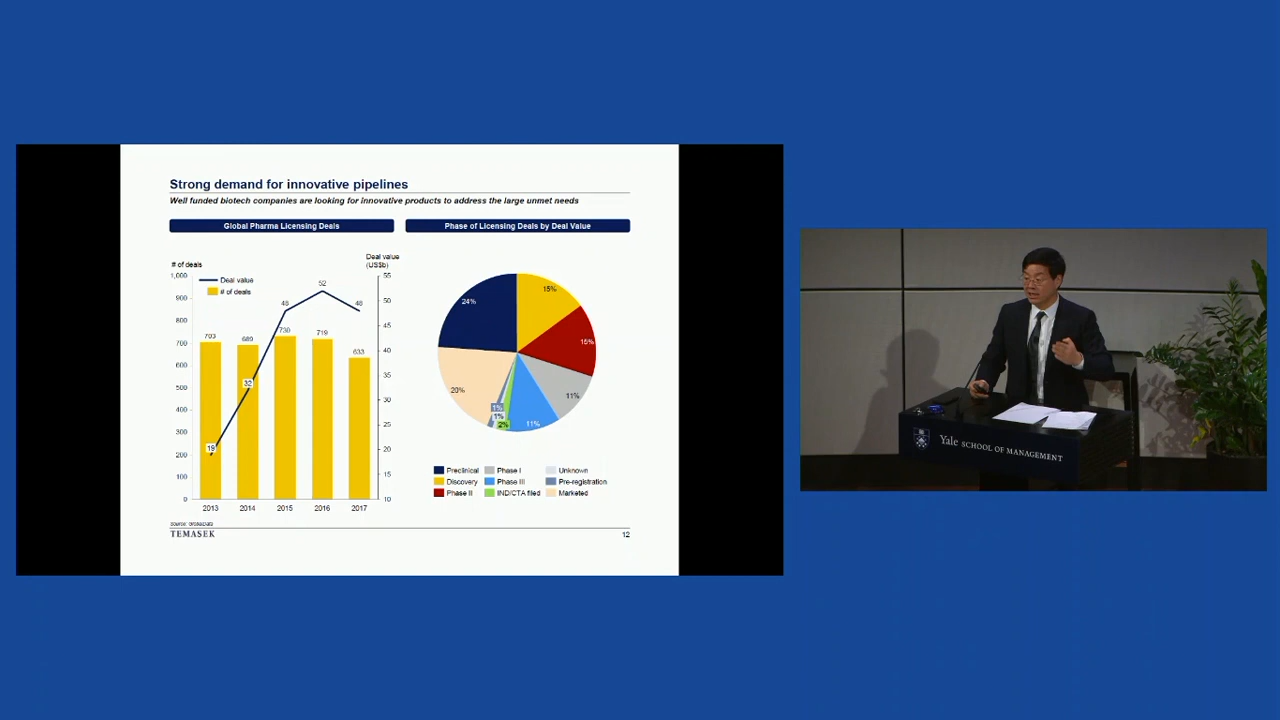 Strong demand for innovative pipelines
Well funded biotech companies are looking for innovative products to address the large unmet needs
Global Pharma Licensing Deals
Phase of Licensing Deals by Deal Value
# of deals
Deal value
(US$b)
1,000
900
800
700
600
500
400
300
200
100
0
Deal value
# of deals
703
689
730
719
633
19
32
48
52
48
55
50
45
40
35
30
25
20
15
10
2013 2014 2015 2016 2017
24%
15%
15%
11%
11%
2%
1%
1%
20%
Preclinical Phase I Unknown
Discovery Phase III Pre-registration
Phase II IND/CTA filed Marketed
Source: GlobalData
TEMASEK
12
Yale SCHOOL OF MANAGEMENT